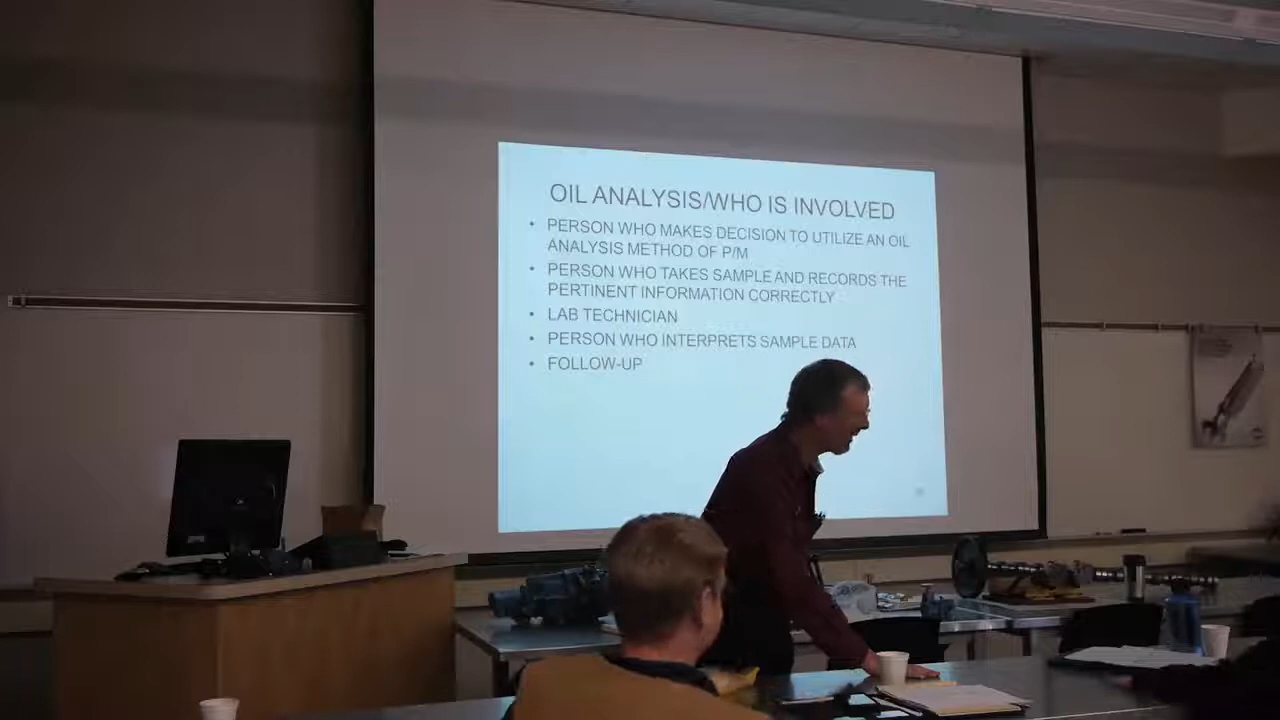 OIL ANALYSIS/WHO IS INVOLVED
• PERSON WHO MAKES DECISION TO UTILIZE AN OIL
ANALYSIS METHOD OF P/M
• PERSON WHO TAKES SAMPLE AND RECORDS THE
PERTINENT INFORMATION CORRECTLY
• LAB TECHNICIAN
• PERSON WHO INTERPRETS SAMPLE DATA
• FOLLOW-UP